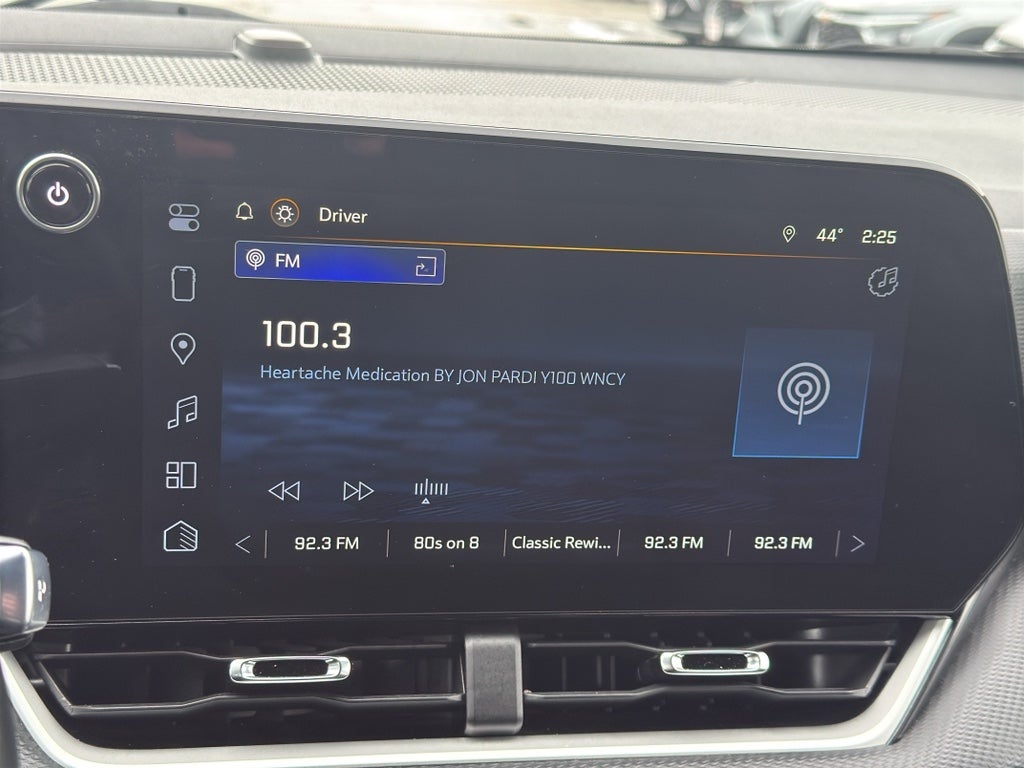 Driver
44° 2:25
FM
100.3
Heartache Medication BY JON PARDI Y100 WNCY
92.3 FM 80s on 8 Classic Rewi... 92.3 FM 92.3 FM